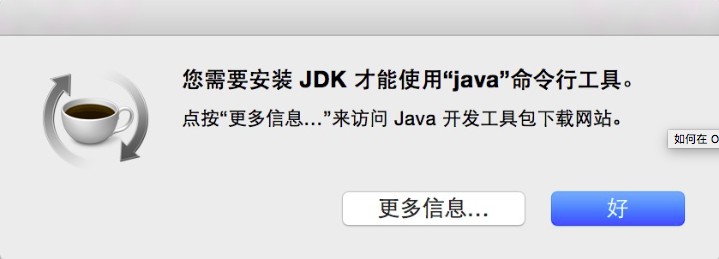 您需要安装 JDK 才能使用“java”命令行工具。
点按“更多信息...”来访问 Java 开发工具包下载网站。
如何在 O
更多信息...
好